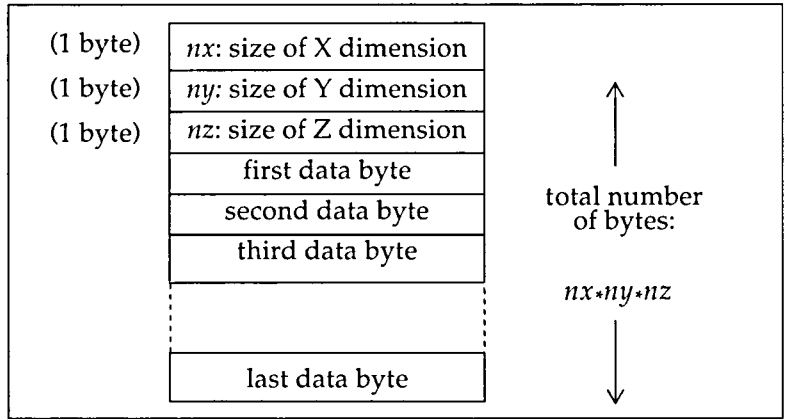 (1 byte) nx: size of X dimension
(1 byte) ny: size of Y dimension
(1 byte) nz: size of Z dimension
first data byte
second data byte
third data byte
last data byte
total number
of bytes:
nx*ny*nz